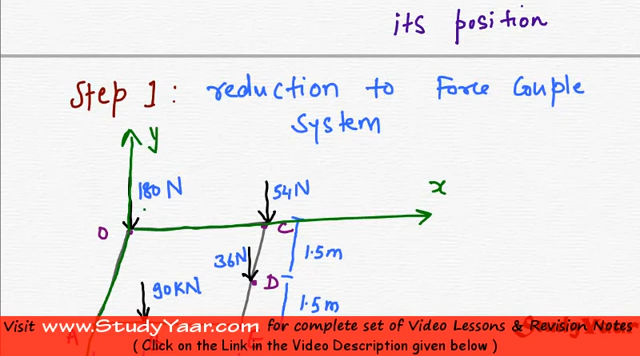 its position
Step 1: reduction to Force Couple
System
y
180 N
54 N
x
O
C
36N
1.5m
D
90KN
1.5m
A
E
Visit www.StudyYaar.com for complete set of Video Lessons & Revision Notes
( Click on the Link in the Video Description given below )